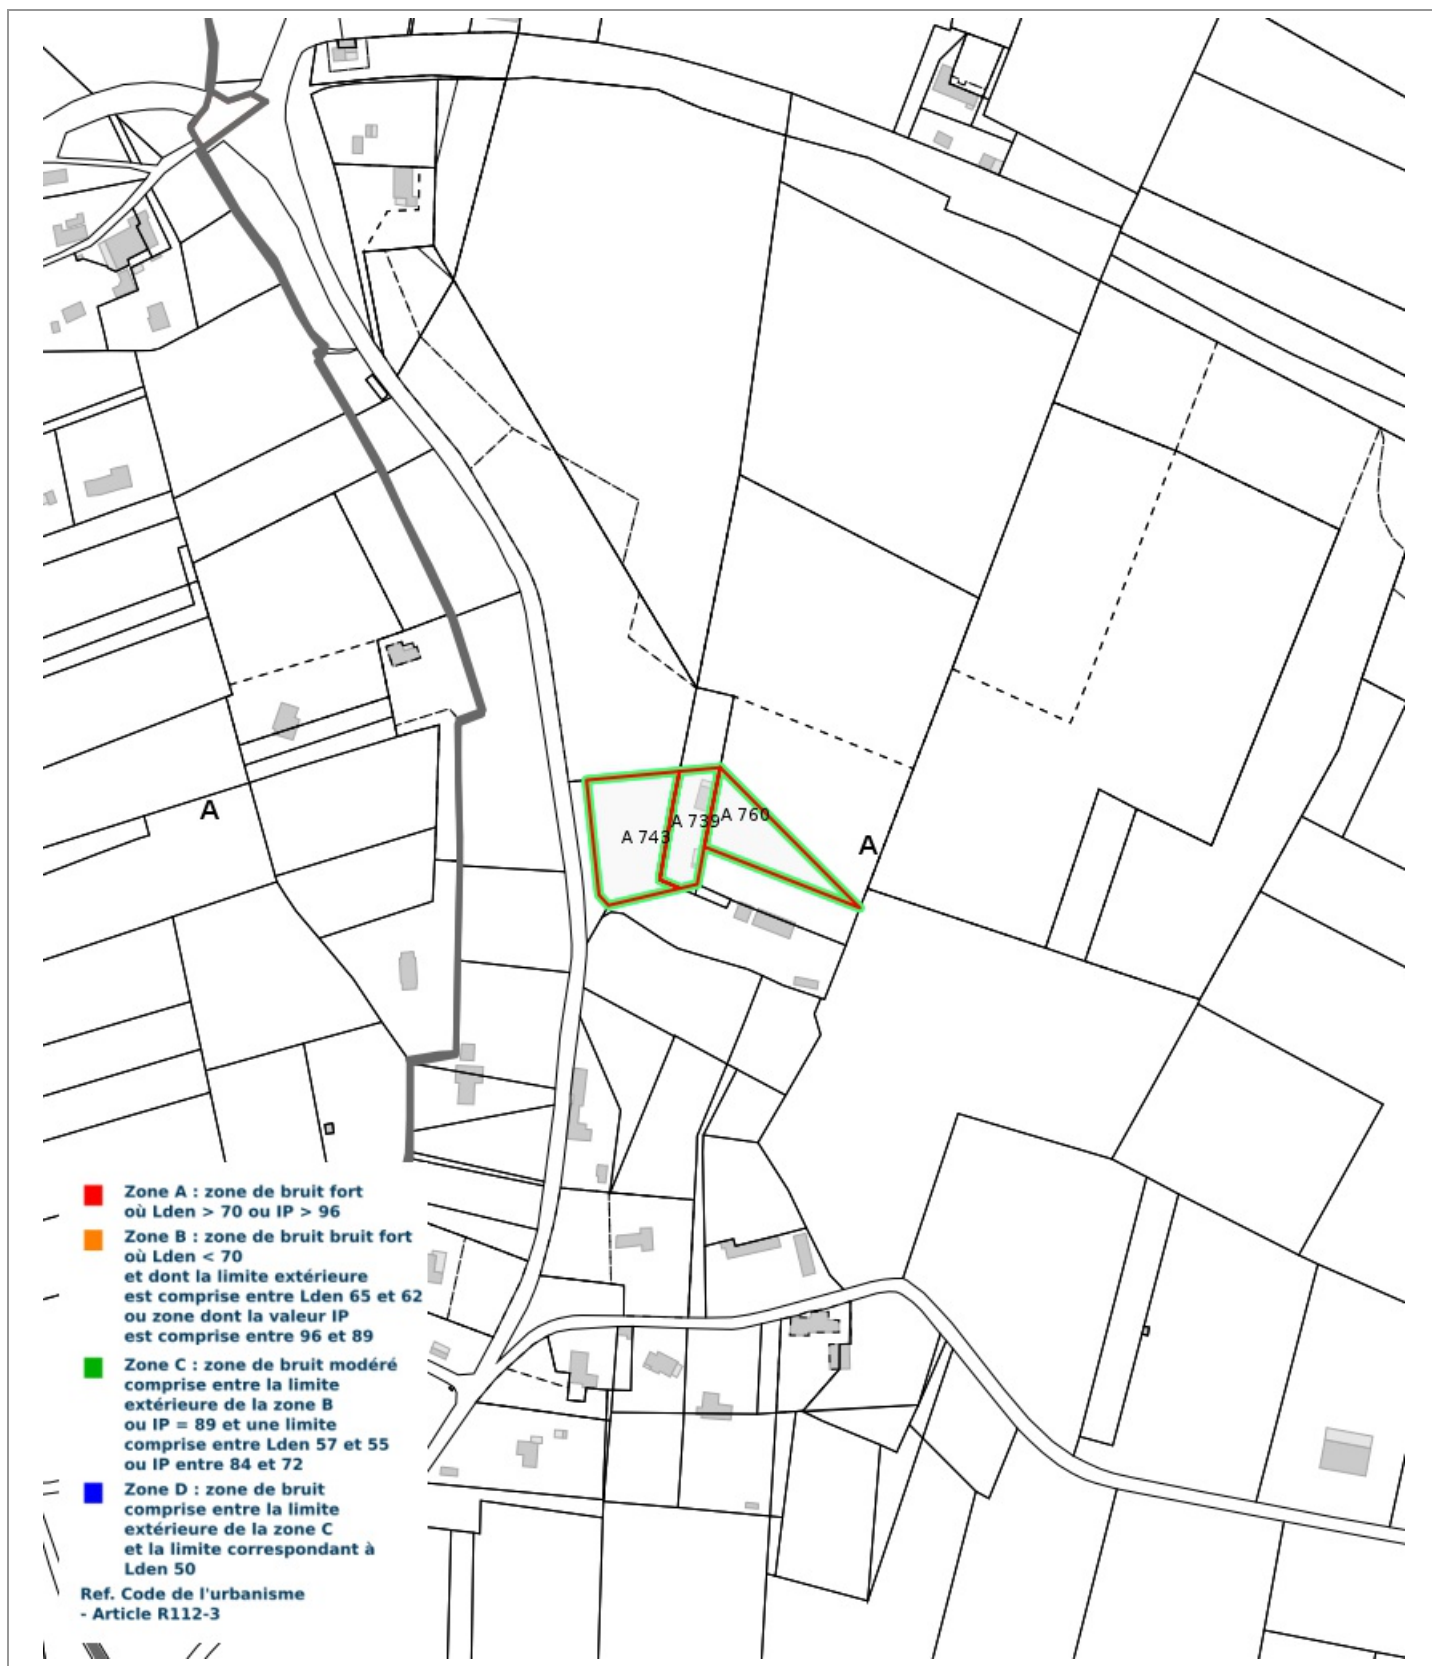 A
A 743
A 739
A 760
A
Zone A : zone de bruit fort
où Lden > 70 ou IP > 96
Zone B : zone de bruit bruit fort
où Lden < 70
et dont la limite extérieure
est comprise entre Lden 65 et 62
ou zone dont la valeur IP
est comprise entre 96 et 89
Zone C : zone de bruit modéré
comprise entre la limite
extérieure de la zone B
ou IP = 89 et une limite
comprise entre Lden 57 et 55
ou IP entre 84 et 72
Zone D : zone de bruit
comprise entre la limite
extérieure de la zone C
et la limite correspondant à
Lden 50
Ref. Code de l'urbanisme
- Article R112-3